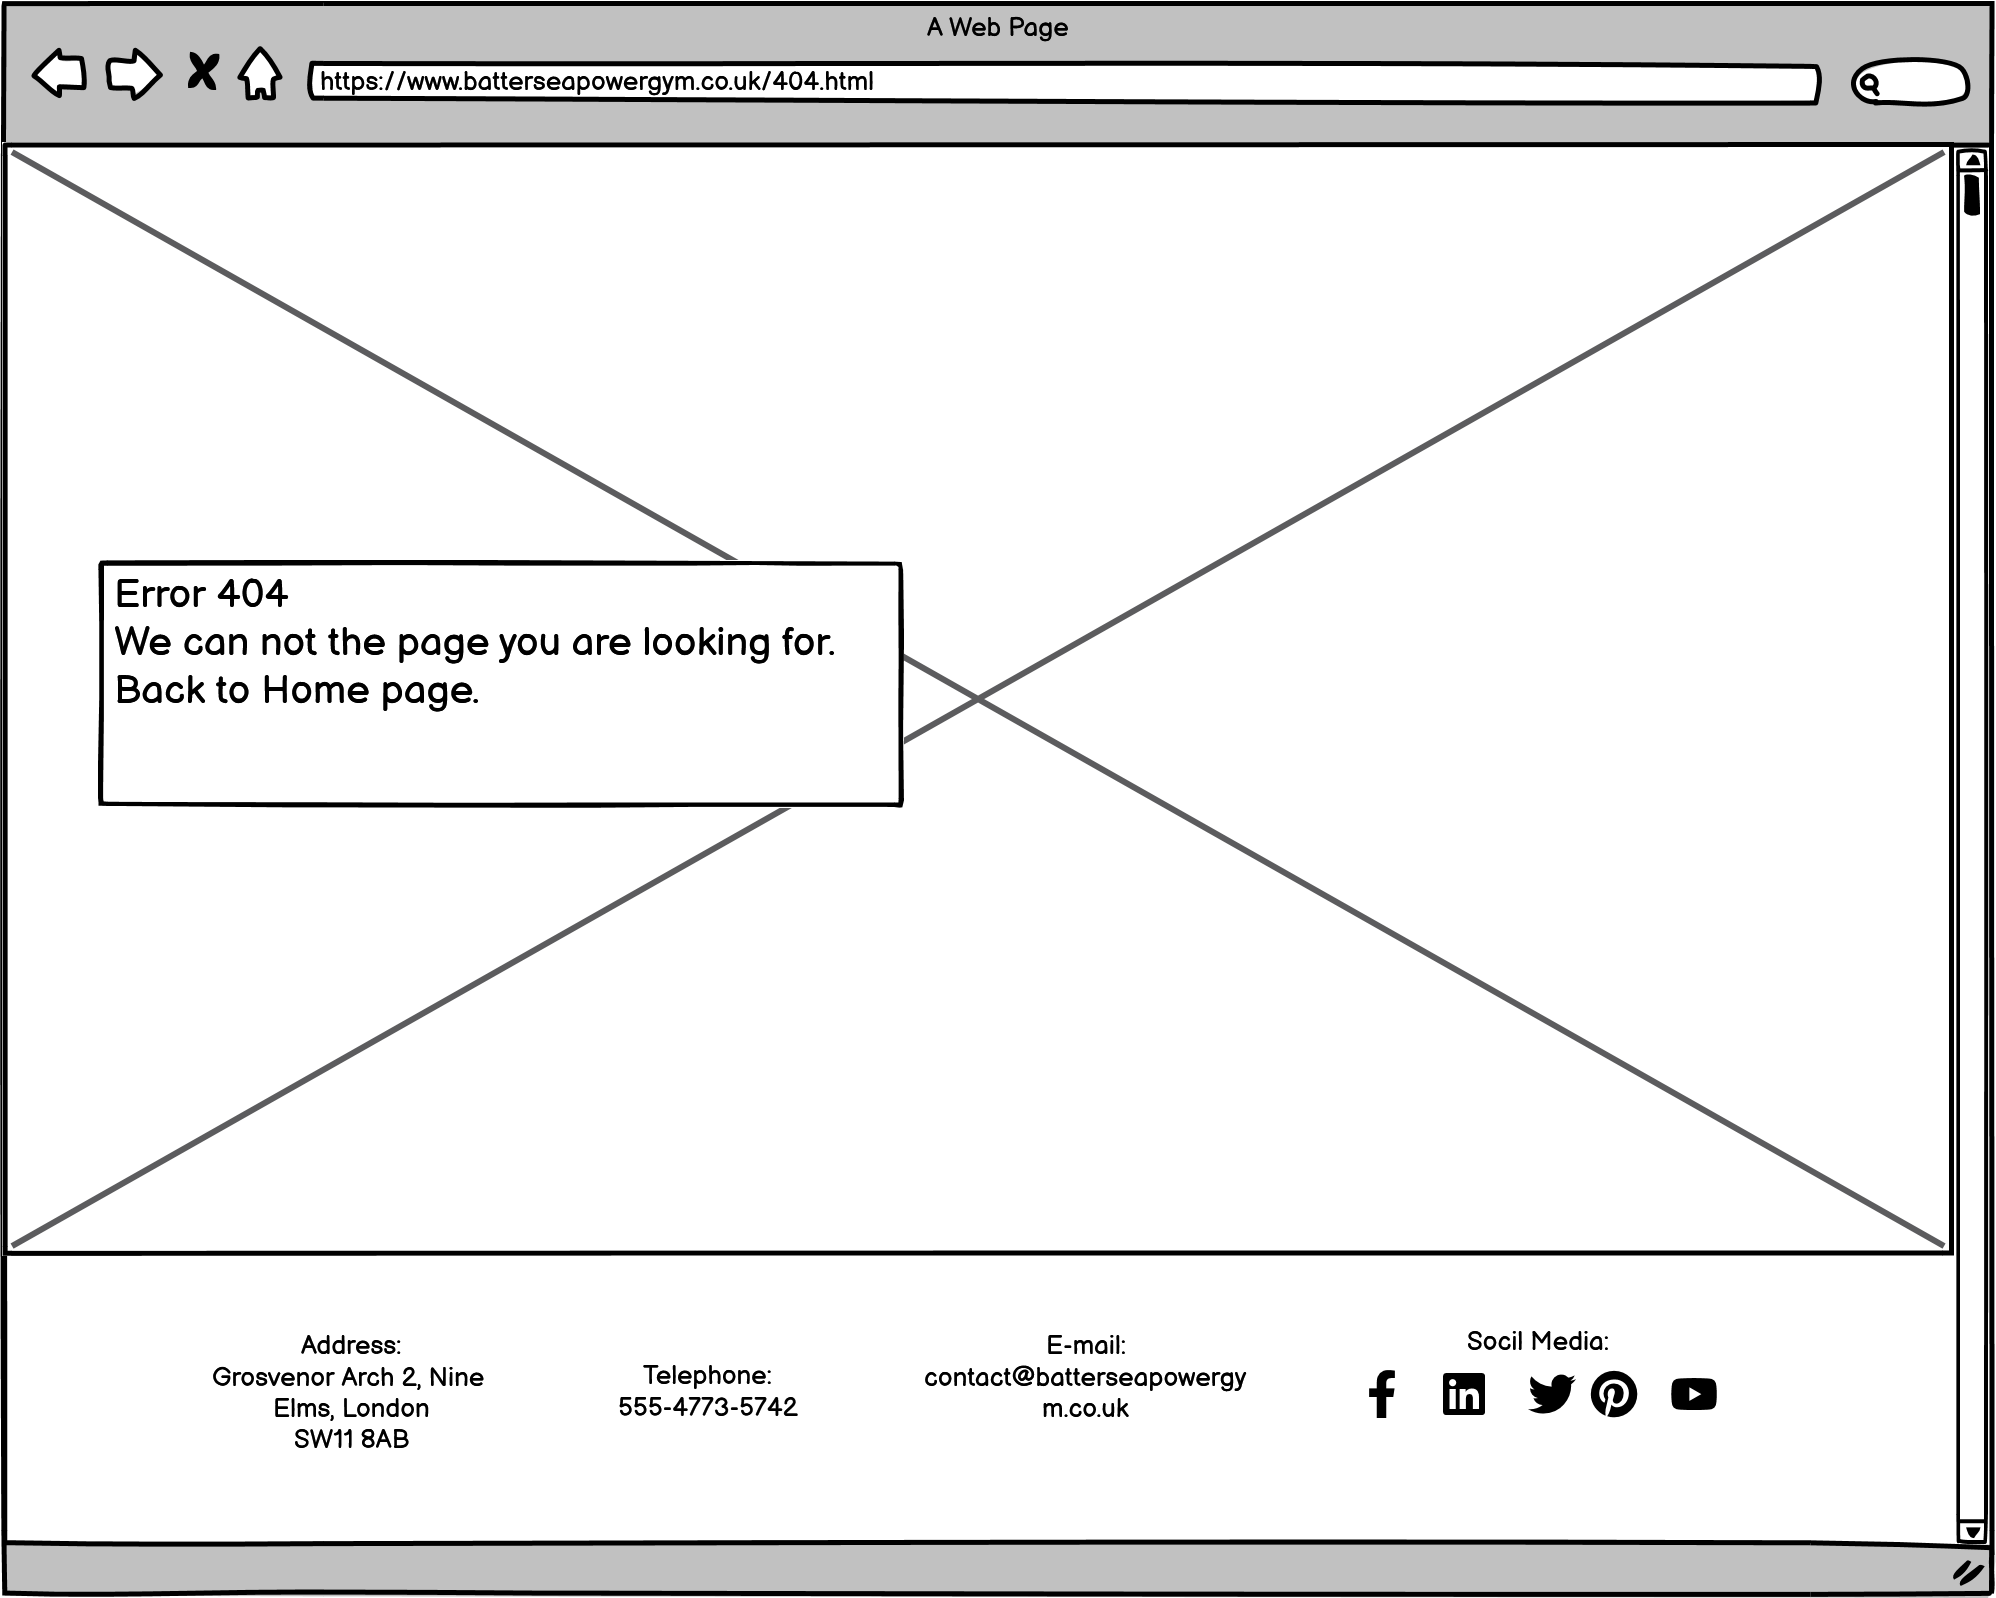 A Web Page
https://www.batterseapowergym.co.uk/404.html
Error 404
We can not the page you are looking for.
Back to Home page.
Address:
Grosvenor Arch 2, Nine
Elms, London
SW11 8AB
Telephone:
555-4773-5742
E-mail:
contact@batterseapowergy
m.co.uk
Socil Media: